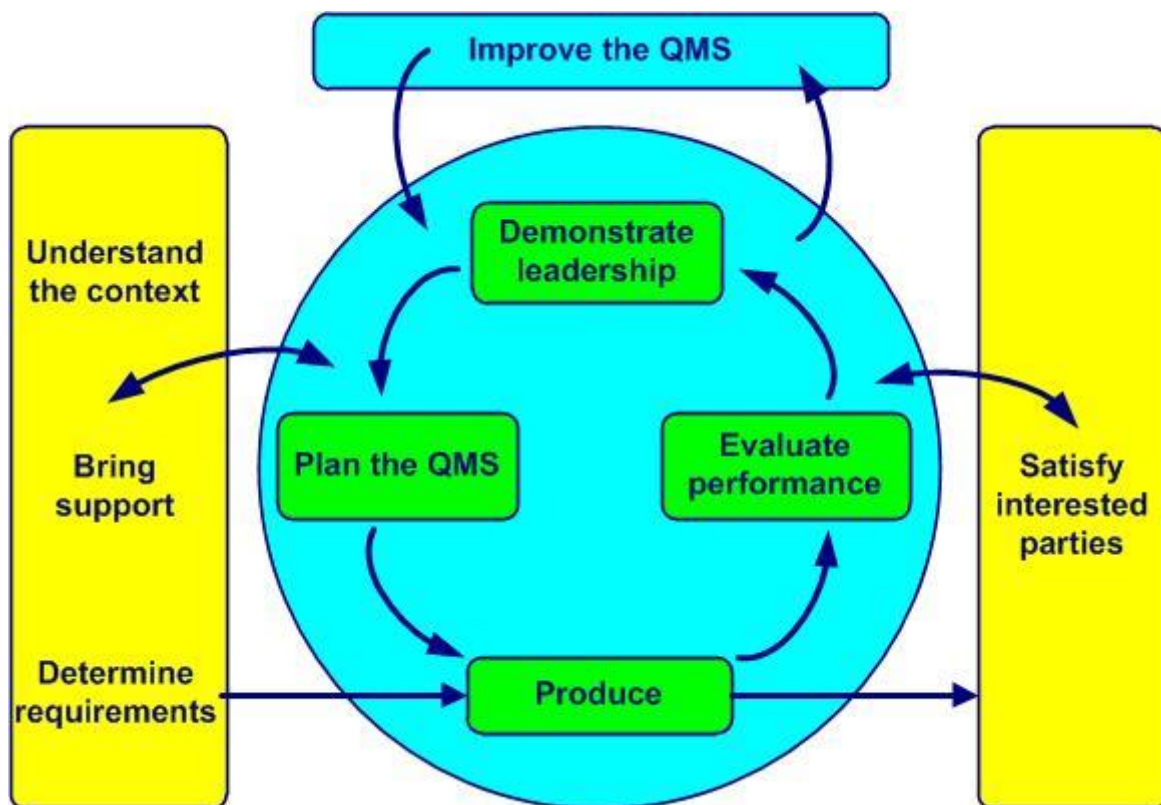 Improve the QMS
Understand
the context
Bring
support
Determine
requirements
Demonstrate
leadership
Plan the QMS
Evaluate
performance
Produce
Satisfy
interested
parties